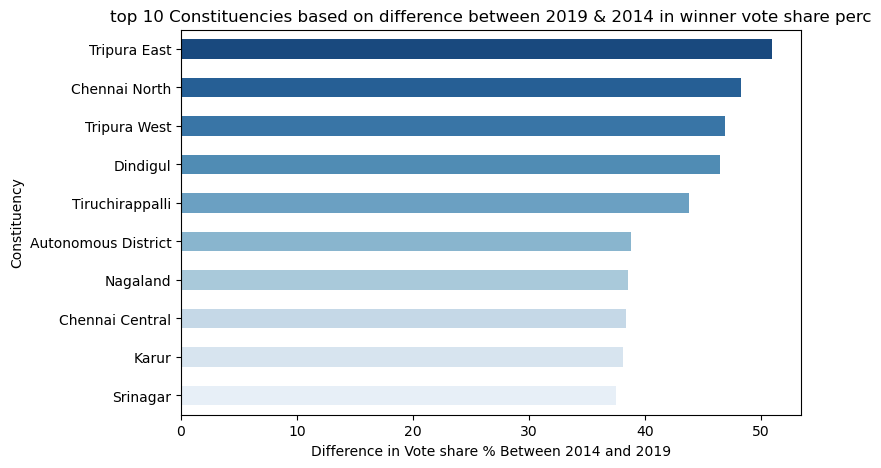 top 10 Constituencies based on difference between 2019 & 2014 in winner vote share perc
Tripura East
Chennai North
Tripura West
Dindigul
Tiruchirappalli
Autonomous District
Nagaland
Chennai Central
Karur
Srinagar
Constituency
0 10 20 30 40 50
Difference in Vote share % Between 2014 and 2019